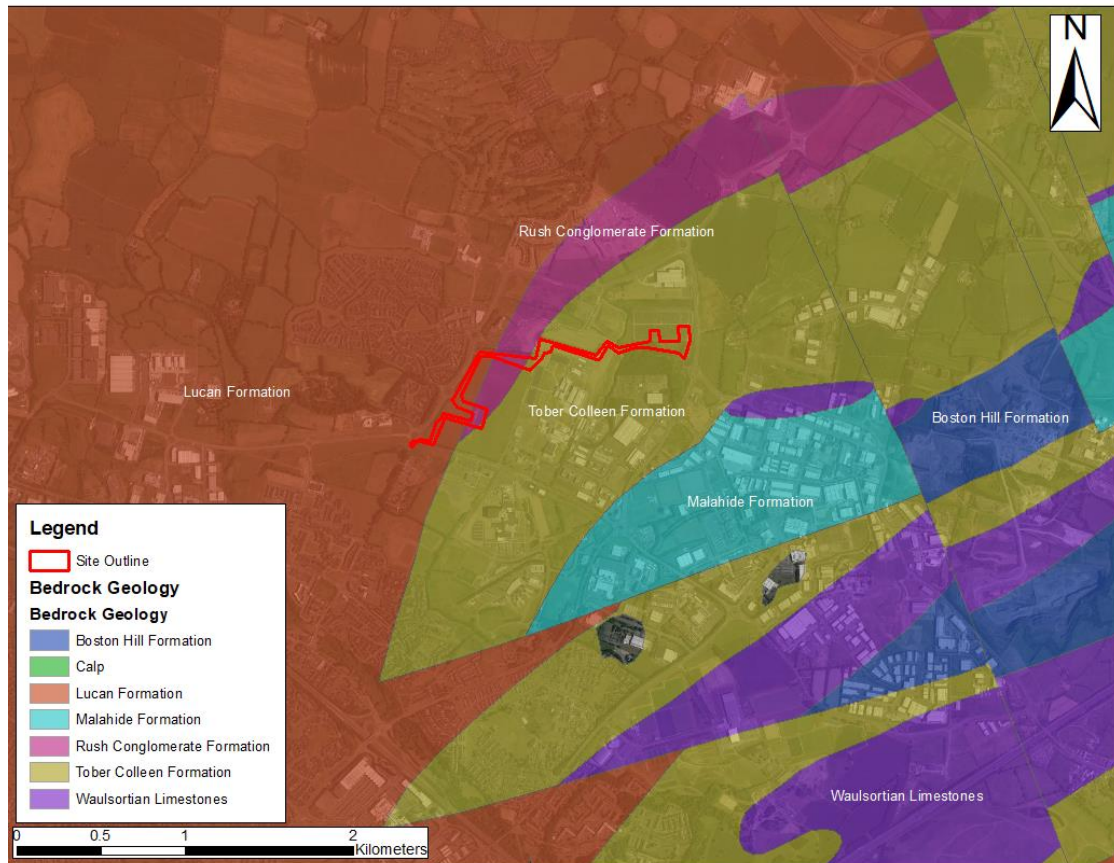 N
Rush Conglomerate Formation
Lucan Formation
Tober Colleen Formation
Boston Hill Formation
Malahide Formation
Waulsortian Limestones
Legend
Site Outline
Bedrock Geology
Bedrock Geology
Boston Hill Formation
Calp
Lucan Formation
Malahide Formation
Rush Conglomerate Formation
Tober Colleen Formation
Waulsortian Limestones
0 0.5 1 2
Kilometers